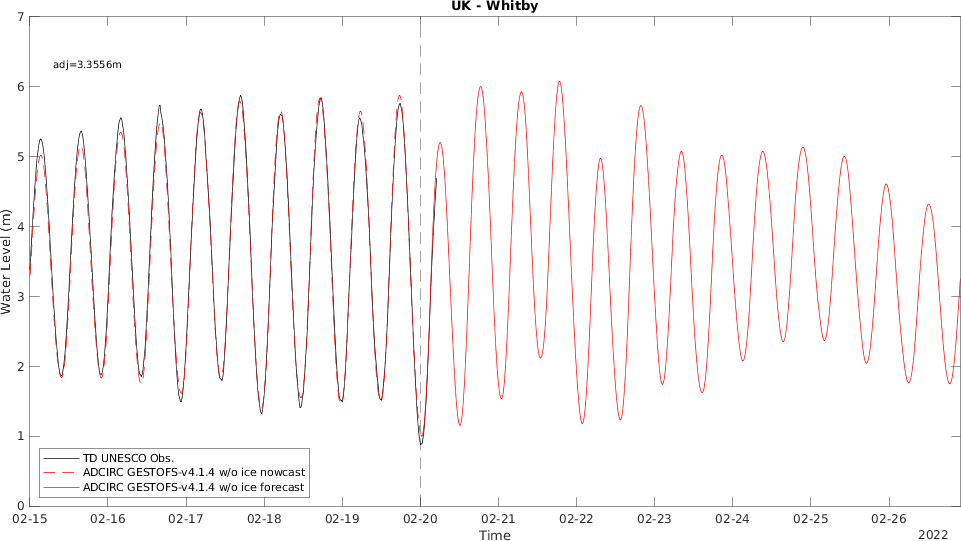 UK - Whitby
adj=3.3556m
Water Level (m)
7
6
5
4
3
2
1
0
TD UNESCO Obs.
ADCIRC GESTOFS-v4.1.4 w/o ice nowcast
ADCIRC GESTOFS-v4.1.4 w/o ice forecast
02-15 02-16 02-17 02-18 02-19 02-20 02-21 02-22 02-23 02-24 02-25 02-26
Time
2022